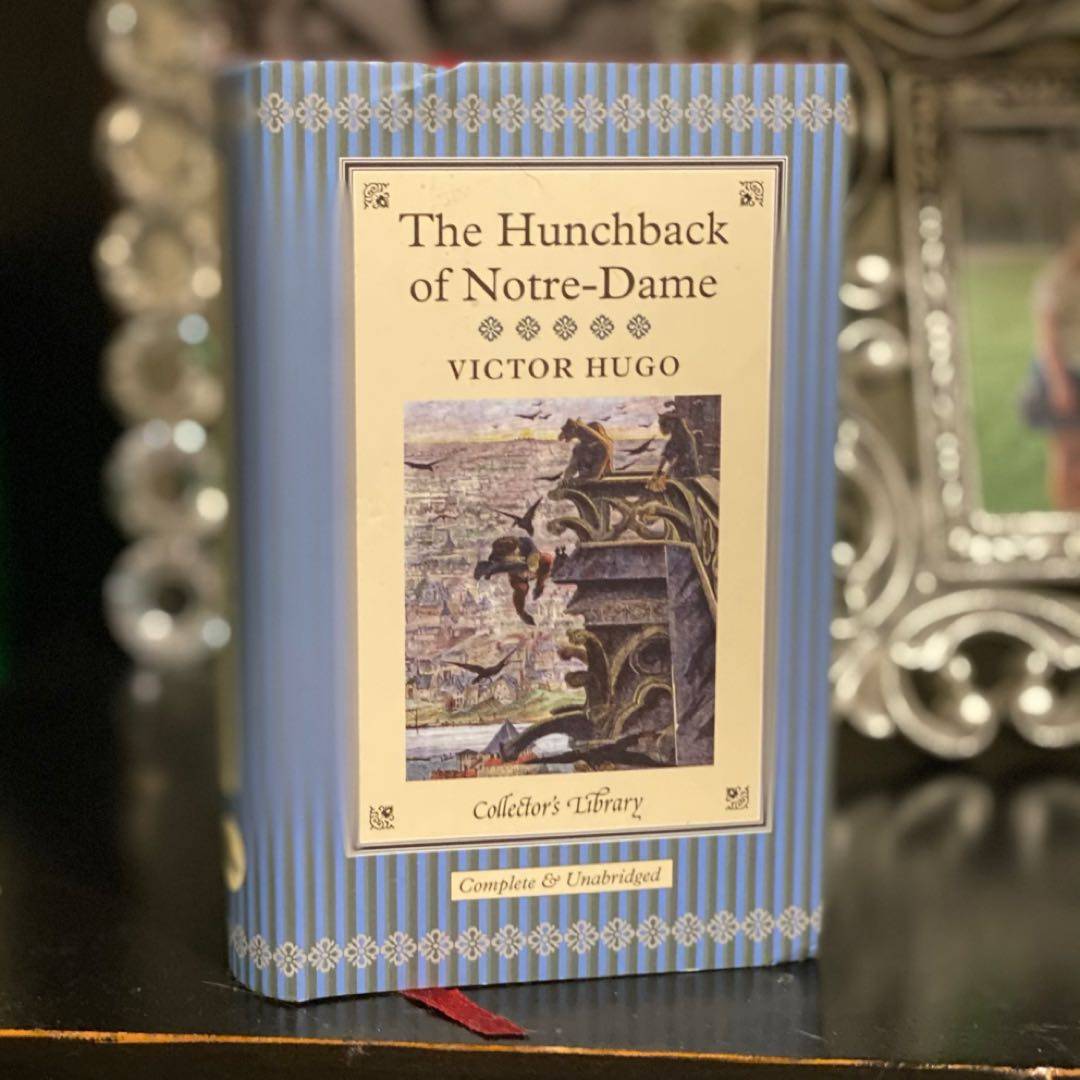 The Hunchback
of Notre-Dame
VICTOR HUGO
Collector's Library
Complete & Unabridged